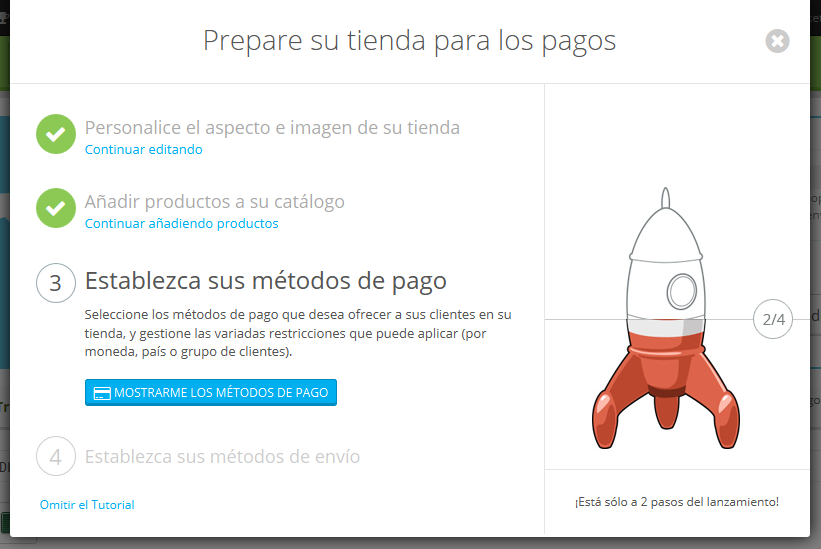 Prepare su tienda para los pagos
Personalice el aspecto e imagen de su tienda
Continuar editando
Añadir productos a su catálogo
Continuar añadiendo productos
3
Establezca sus métodos de pago
Seleccione los métodos de pago que desea ofrecer a sus clientes en su
tienda, y gestione las variadas restricciones que puede aplicar (por
moneda, país o grupo de clientes).
MOSTRARME LOS MÉTODOS DE PAGO
4
Establezca sus métodos de envío
Omitir el Tutorial
2/4
¡Está sólo a 2 pasos del lanzamiento!